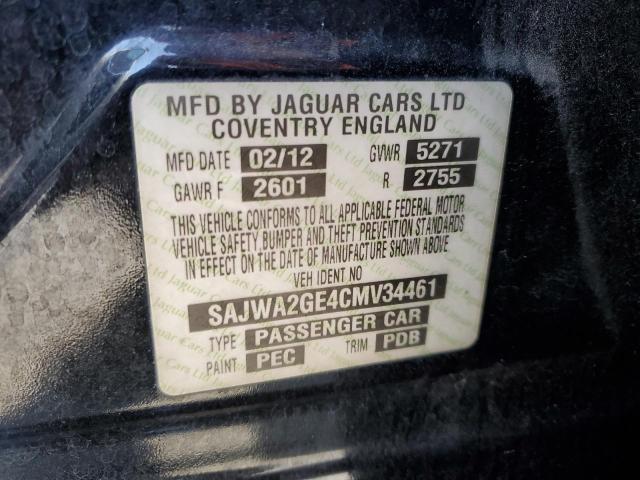 MFD BY JAGUAR CARS LTD
COVENTRY ENGLAND
MFD DATE 02/12 GVWR 5271
GAWR F 2601 R 2755
THIS VEHICLE CONFORMS TO ALL APPLICABLE FEDERAL MOTOR
VEHICLE SAFETY BUMPER AND THEFT PREVENTION STANDARDS
IN EFFECT ON THE DATE OF MANUFACTURE SHOWN ABOVE
VEH IDENT NO
SAJWA2GE4CMV34461
TYPE PASSENGER CAR
PAINT PEC TRIM PDB